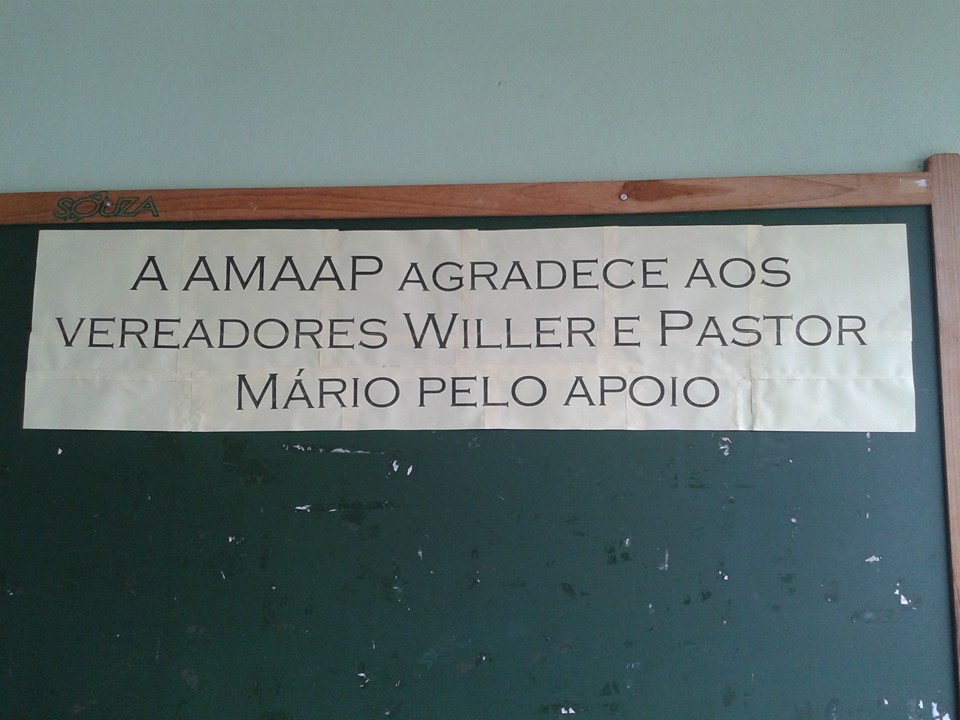 SOUZA
A AMAAP AGRADECE AOS
VEREADORES WILLER E PASTOR
MÁRIO PELO APOIO